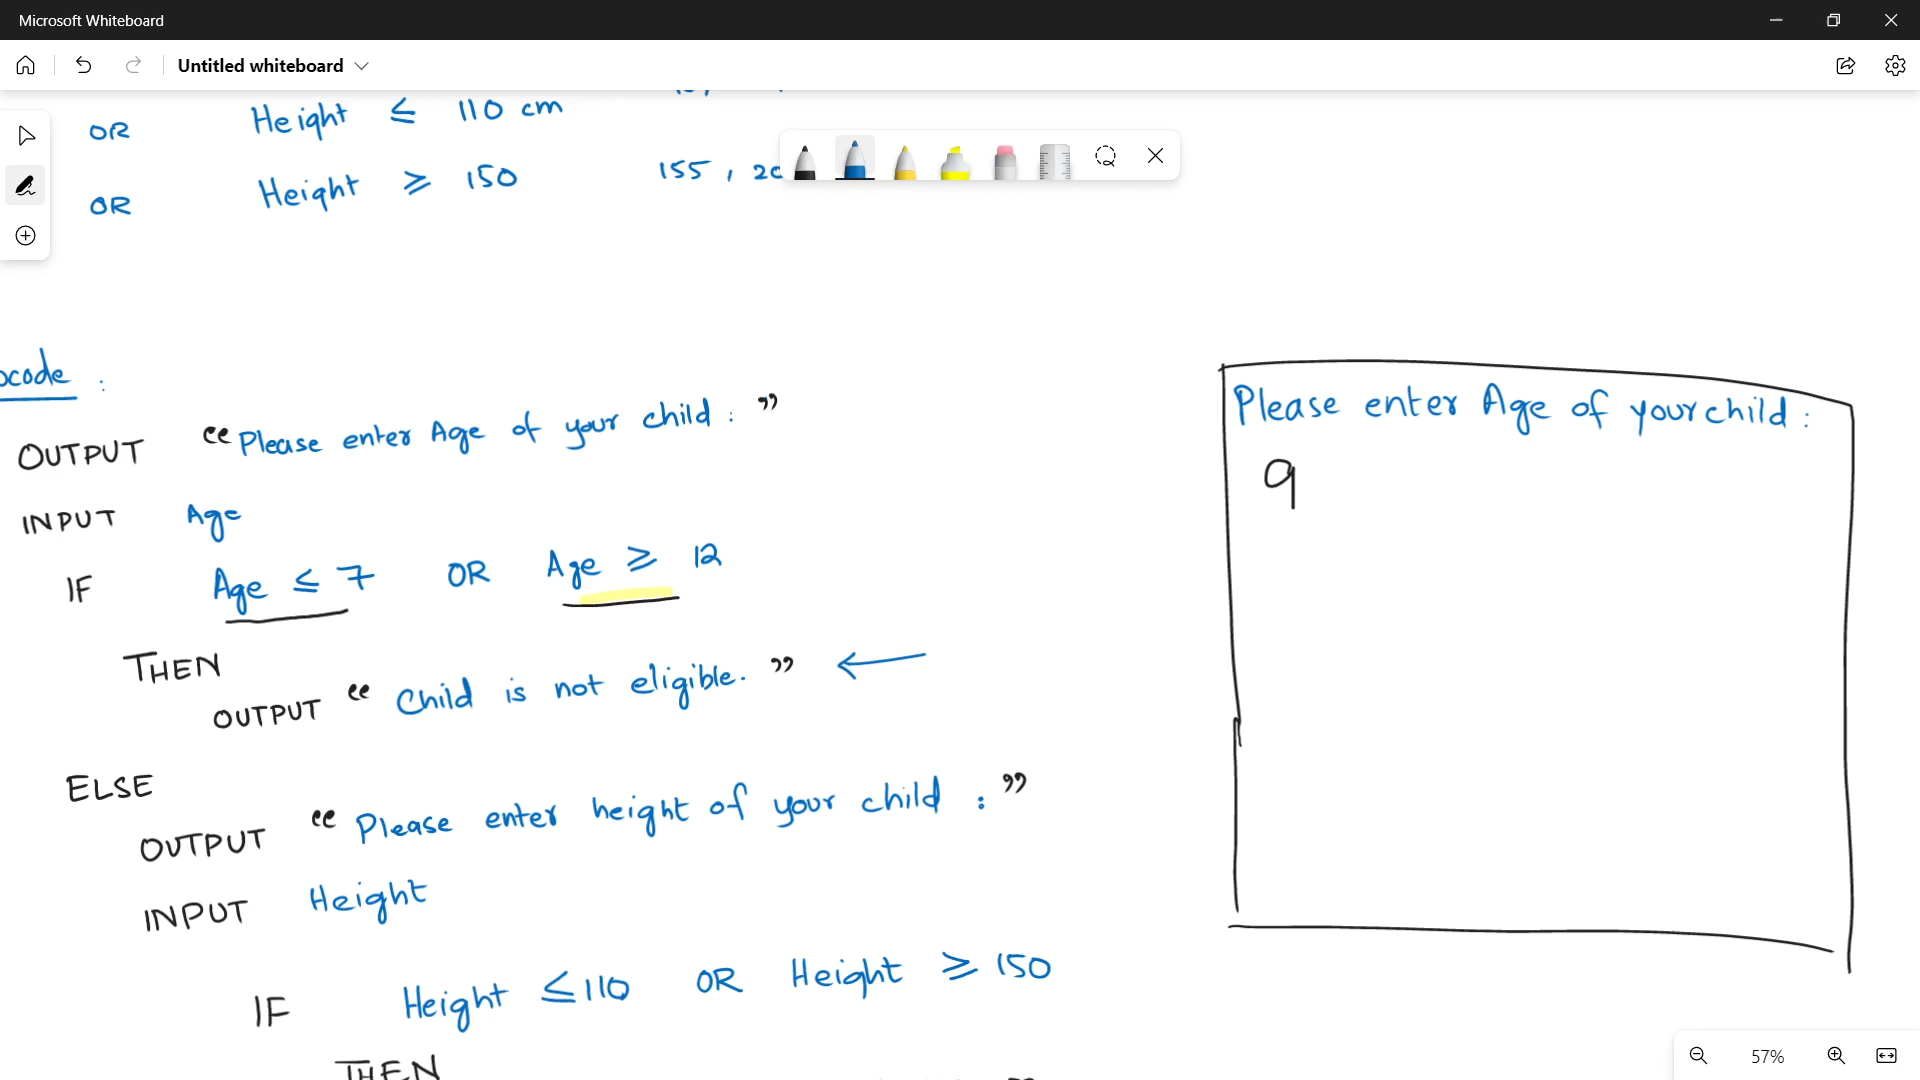 Microsoft Whiteboard
Untitled whiteboard
OR Height ≤ 110 cm
OR Height ≥ 150 155, 20
ocode :
OUTPUT "Please enter Age of your child : "
INPUT Age
IF Age ≤ 7 OR Age ≥ 12
THEN
OUTPUT "Child is not eligible. " ←
ELSE
OUTPUT "Please enter height of your child : "
INPUT Height
IF Height ≤110 OR Height ≥ 150
THEN
Please enter Age of your child :
9
57%